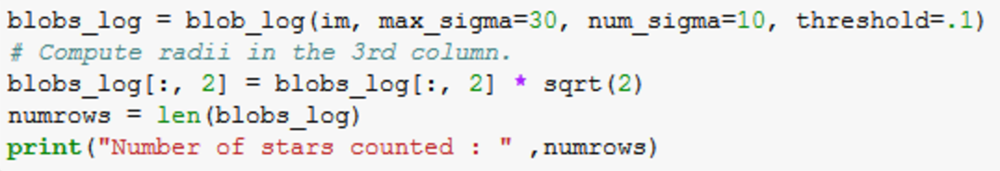 blobs_log = blob_log(im, max_sigma=30, num_sigma=10, threshold=.1)
# Compute radii in the 3rd column.
blobs_log[:, 2] = blobs_log[:, 2] * sqrt(2)
numrows = len(blobs_log)
print("Number of stars counted : " ,numrows)